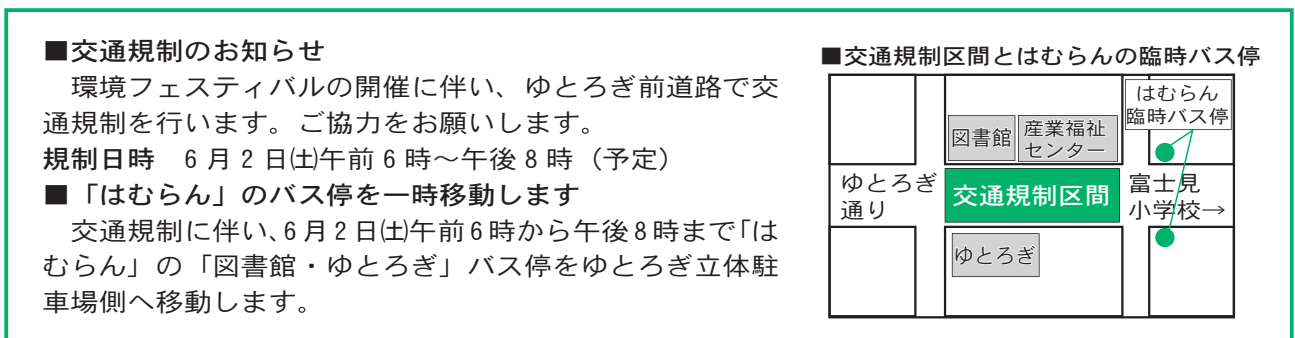 ■交通規制のお知らせ
　環境フェスティバルの開催に伴い、ゆとろぎ前道路で交
通規制を行います。ご協力をお願いします。
規制日時　6月2日㈯午前6時～午後8時（予定）
■「はむらん」のバス停を一時移動します
　交通規制に伴い、6月2日㈯午前6時から午後8時まで「は
むらん」の「図書館・ゆとろぎ」バス停をゆとろぎ立体駐
車場側へ移動します。
■交通規制区間とはむらんの臨時バス停
はむらん
臨時バス停
図書館
産業福祉
センター
ゆとろぎ
通り
交通規制区間
富士見
小学校→
ゆとろぎ